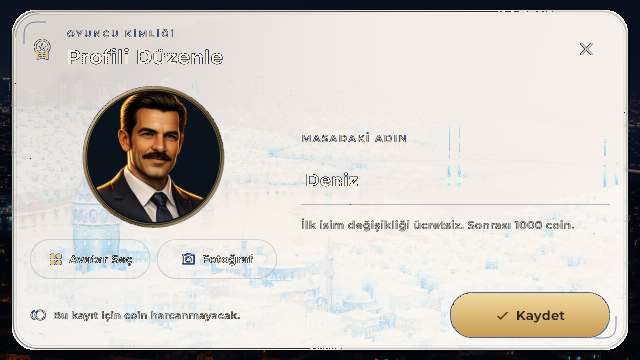 OYUNCU KİMLİĞİ
Profili Düzenle
MASADAKİ ADIN
Deniz
İlk isim değişikliği ücretsiz. Sonrası 1000 coin.
Avatar Seç
Fotoğraf
Bu kayıt için coin harcanmayacak.
Kaydet